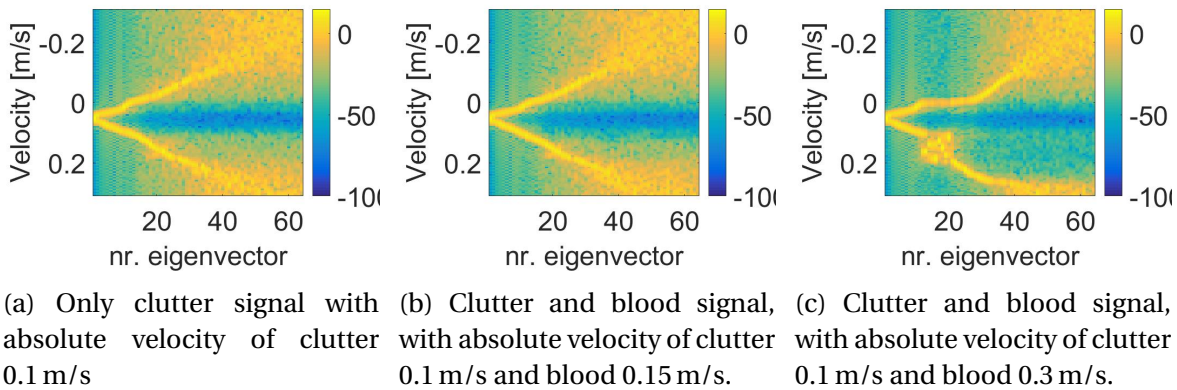 -0.2
0
0.2
Velocity [m/s]
20 40 60
nr. eigenvector
0
-50
-100
-0.2
0
0.2
Velocity [m/s]
20 40 60
nr. eigenvector
0
-50
-100
-0.2
0
0.2
Velocity [m/s]
20 40 60
nr. eigenvector
0
-50
-100
(a) Only clutter signal with
absolute velocity of clutter
0.1 m/s
(b) Clutter and blood signal,
with absolute velocity of clutter
0.1 m/s and blood 0.15 m/s.
(c) Clutter and blood signal,
with absolute velocity of clutter
0.1 m/s and blood 0.3 m/s.